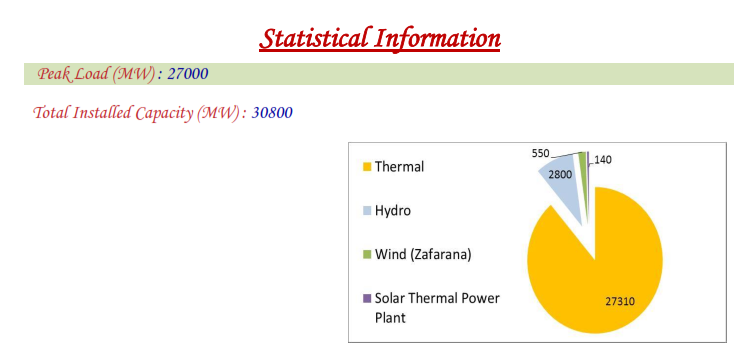 Statistical Information
Peak Load (MW) : 27000
Total Installed Capacity (MW) : 30800
550
140
2800
Thermal
Hydro
Wind (Zafarana)
Solar Thermal Power
Plant
27310